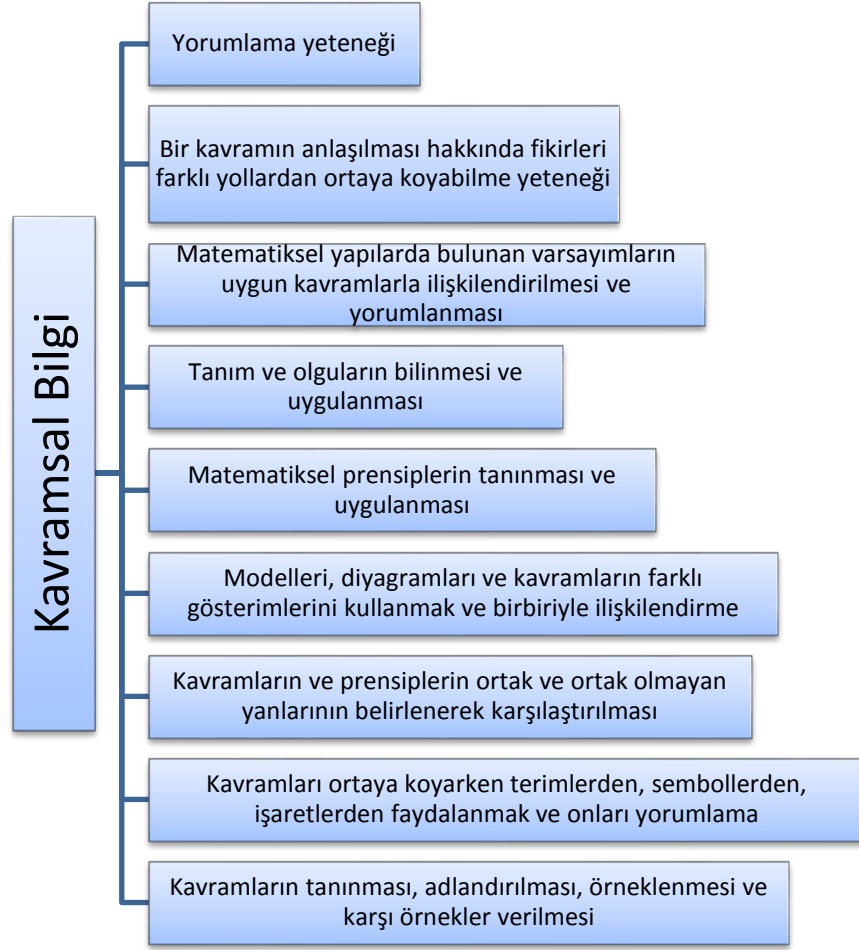 Kavramsal Bilgi
Yorumlama yeteneği
Bir kavramın anlaşılması hakkında fikirleri
farklı yollardan ortaya koyabilme yeteneği
Matematiksel yapılarda bulunan varsayımların
uygun kavramlarla ilişkilendirilmesi ve
yorumlanması
Tanım ve olguların bilinmesi ve
uygulanması
Matematiksel prensiplerin tanınması ve
uygulanması
Modelleri, diyagramları ve kavramların farklı
gösterimlerini kullanmak ve birbiriyle ilişkilendirme
Kavramların ve prensiplerin ortak ve ortak olmayan
yanlarının belirlenerek karşılaştırılması
Kavramları ortaya koyarken terimlerden, sembollerden,
işaretlerden faydalanmak ve onları yorumlama
Kavramların tanınması, adlandırılması, örneklenmesi ve
karşı örnekler verilmesi